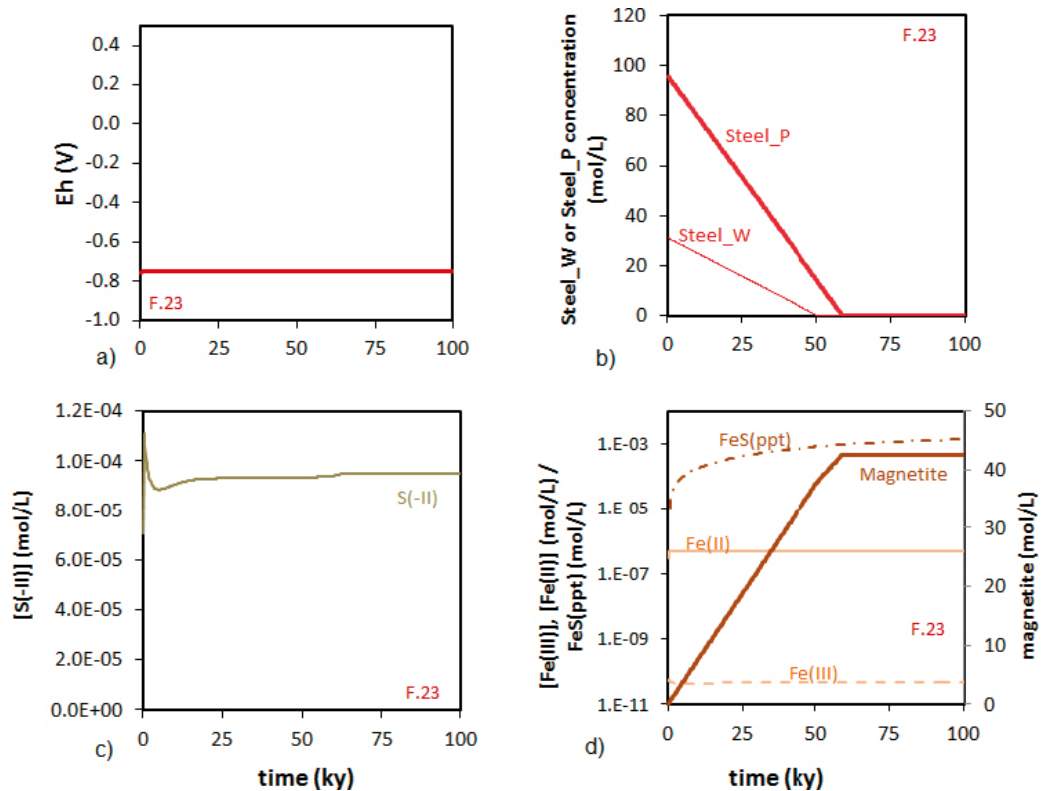 0.4
0.2
0.0
-0.2
-0.4
-0.6
-0.8
-1.0
Eh (V)
F.23
0 25 50 75 100
a)
120
100
80
60
40
20
0
Steel_W or Steel_P concentration
(mol/L)
F.23
Steel_P
Steel_W
0 25 50 75 100
b)
1.2E-04
1.0E-04
8.0E-05
6.0E-05
4.0E-05
2.0E-05
0.0E+00
[S(-II)] (mol/L)
S(-II)
F.23
0 25 50 75 100
c)
time (ky)
1.E-03
1.E-05
1.E-07
1.E-09
1.E-11
[Fe(III)], [Fe(II)] (mol/L) /
FeS(ppt) (mol/L)
FeS(ppt)
Magnetite
Fe(II)
F.23
Fe(III)
50
40
30
20
10
0
magnetite (mol/L)
0 25 50 75 100
d)
time (ky)